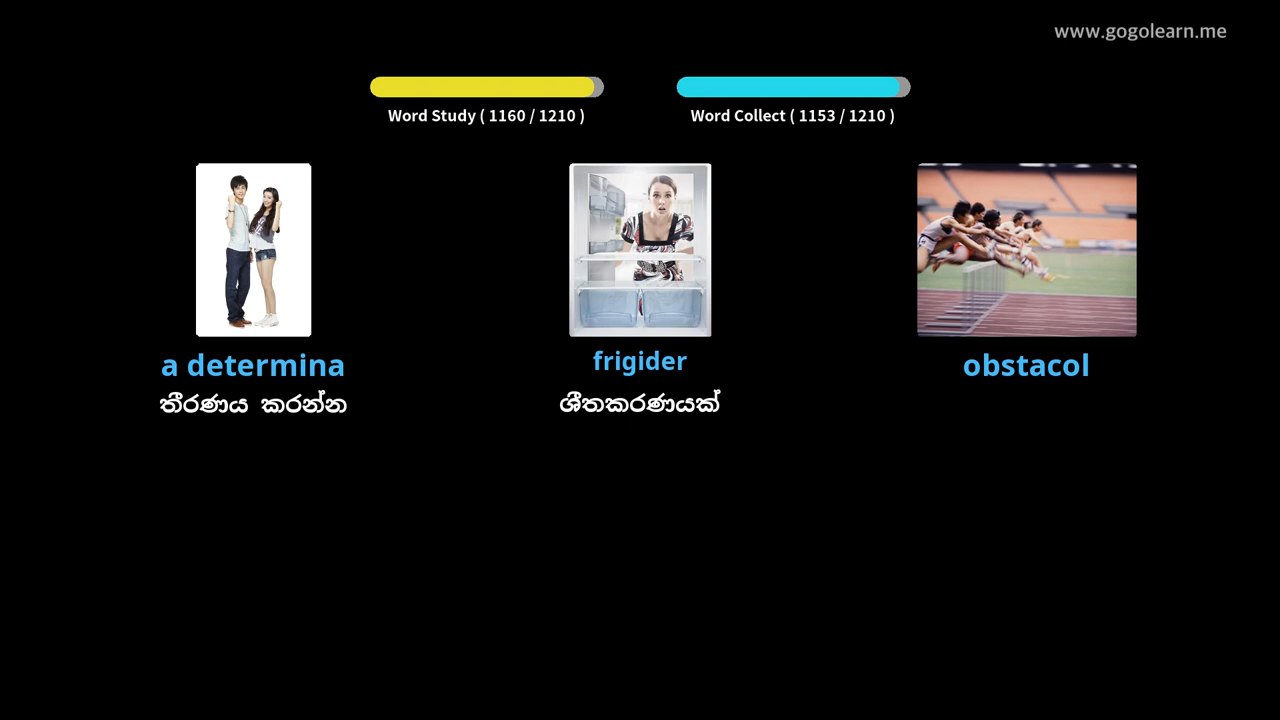 www.gogolearn.me
Word Study ( 1160 / 1210 )
Word Collect ( 1153 / 1210 )
a determina
තීරණය කරන්න
frigider
ශීතකරණයක්
obstacol